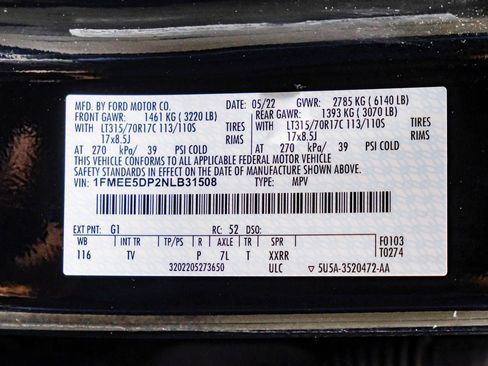 MFD. BY FORD MOTOR CO. DATE: 05/22 GVWR: 2785 KG (6140 LB)
FRONT GAWR: 1461 KG (3220 LB) REAR GAWR: 1393 KG (3070 LB)
WITH LT315/70R17C 113/110S TIRES WITH LT315/70R17C 113/110S TIRES
17x8.5J RIMS 17x8.5J RIMS
AT 270 kPa/ 39 PSI COLD AT 270 kPa/ 39 PSI COLD
THIS VEHICLE CONFORMS TO ALL APPLICABLE FEDERAL MOTOR VEHICLE
SAFETY STANDARDS IN EFFECT ON THE DATE OF MANUFACTURE SHOWN ABOVE.
VIN: 1FMEE5DP2NLB31508 TYPE: MPV
EXT PNT: G1 RC: 52 DSO:
WB INT TR TP/PS R AXLE T SPR F0103
116 TV P 7L T XXRR T0274
3202205273650 ULC 5U5A-3520472-AA